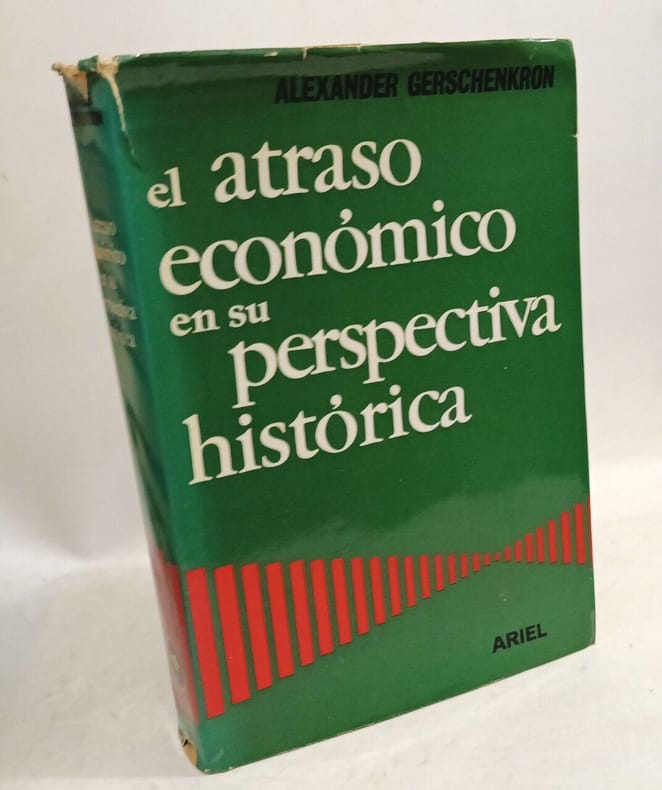 ALEXANDER GERSCHENKRON
el atraso
económico
en su
perspectiva
histórica
ARIEL